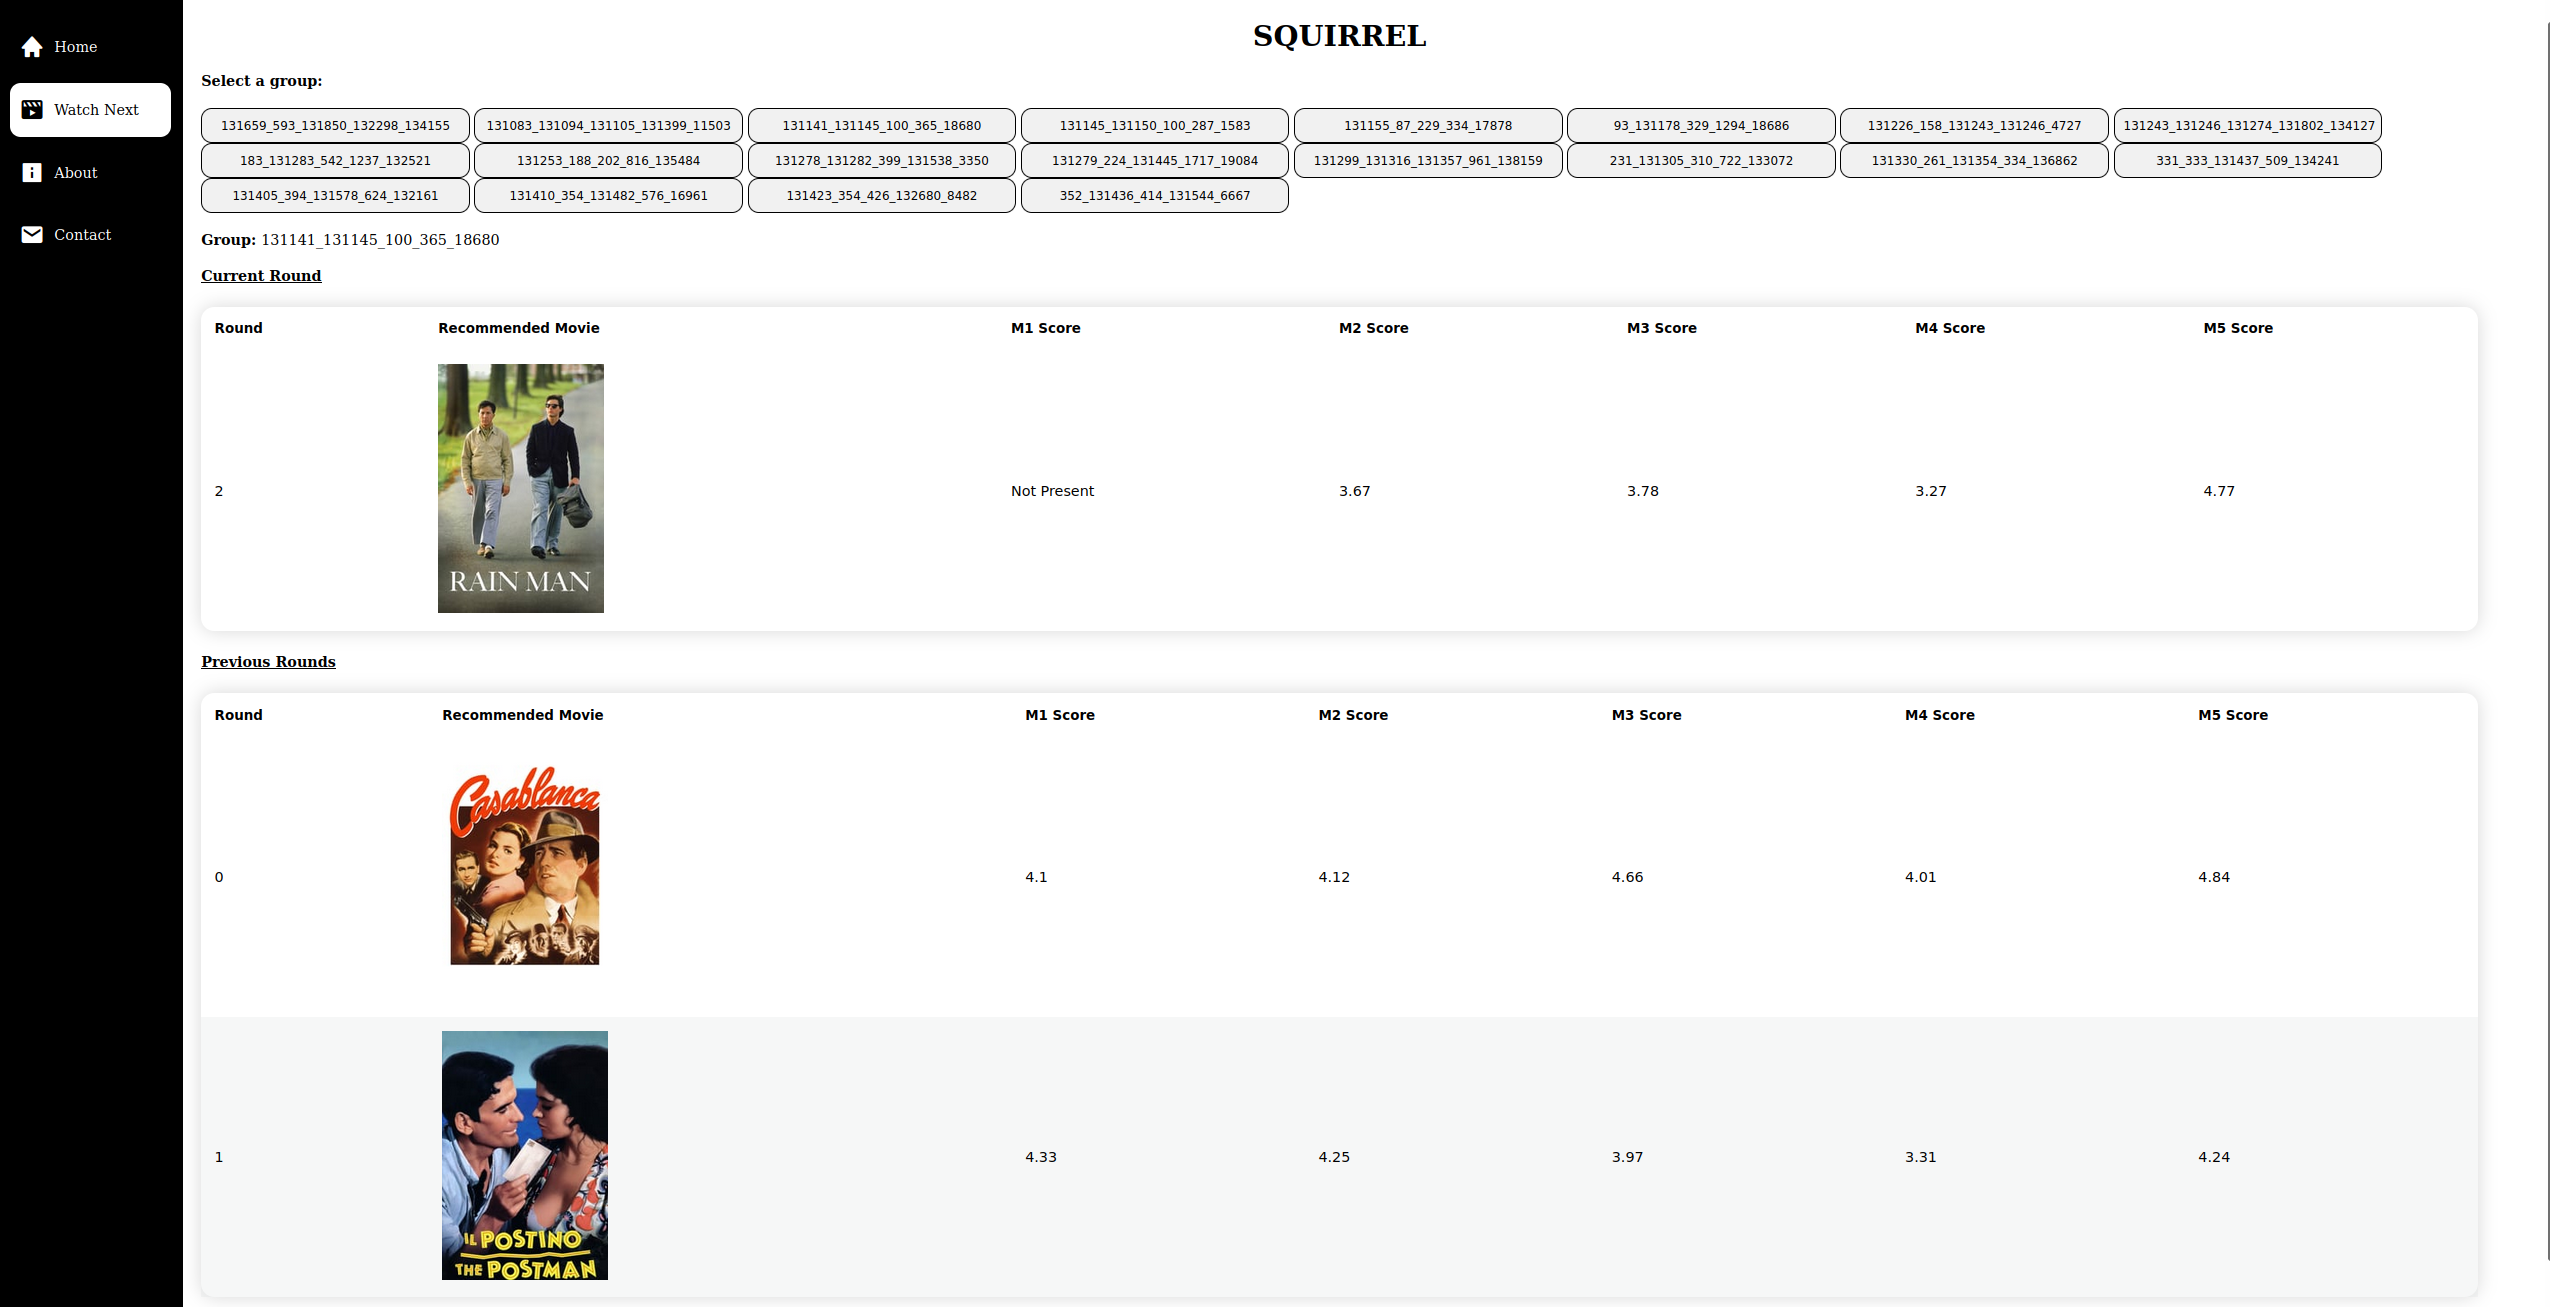 SQUIRREL
Home
Watch Next
About
Contact
Select a group:
131659_593_131850_132298_134155 131083_131094_131105_131399_11503 131141_131145_100_365_18680 131145_131150_100_287_1583 131155_87_229_334_17878 93_131178_329_1294_18686 131226_158_131243_131246_4727 131243_131246_131274_131802_134127
183_131283_542_1237_132521 131253_188_202_816_135484 131278_131282_399_131538_3350 131279_224_131445_1717_19084 131299_131316_131357_961_138159 231_131305_310_722_133072 131330_261_131354_334_136862 331_333_131437_509_134241
131405_394_131578_624_132161 131410_354_131482_576_16961 131423_354_426_132680_8482 352_131436_414_131544_6667
Group: 131141_131145_100_365_18680
Current Round
Round Recommended Movie M1 Score M2 Score M3 Score M4 Score M5 Score
RAIN MAN
2 Not Present 3.67 3.78 3.27 4.77
Previous Rounds
Round Recommended Movie M1 Score M2 Score M3 Score M4 Score M5 Score
Casablanca
0 4.1 4.12 4.66 4.01 4.84
1 4.33 4.25 3.97 3.31 4.24
IL POSTINO
THE POSTMAN